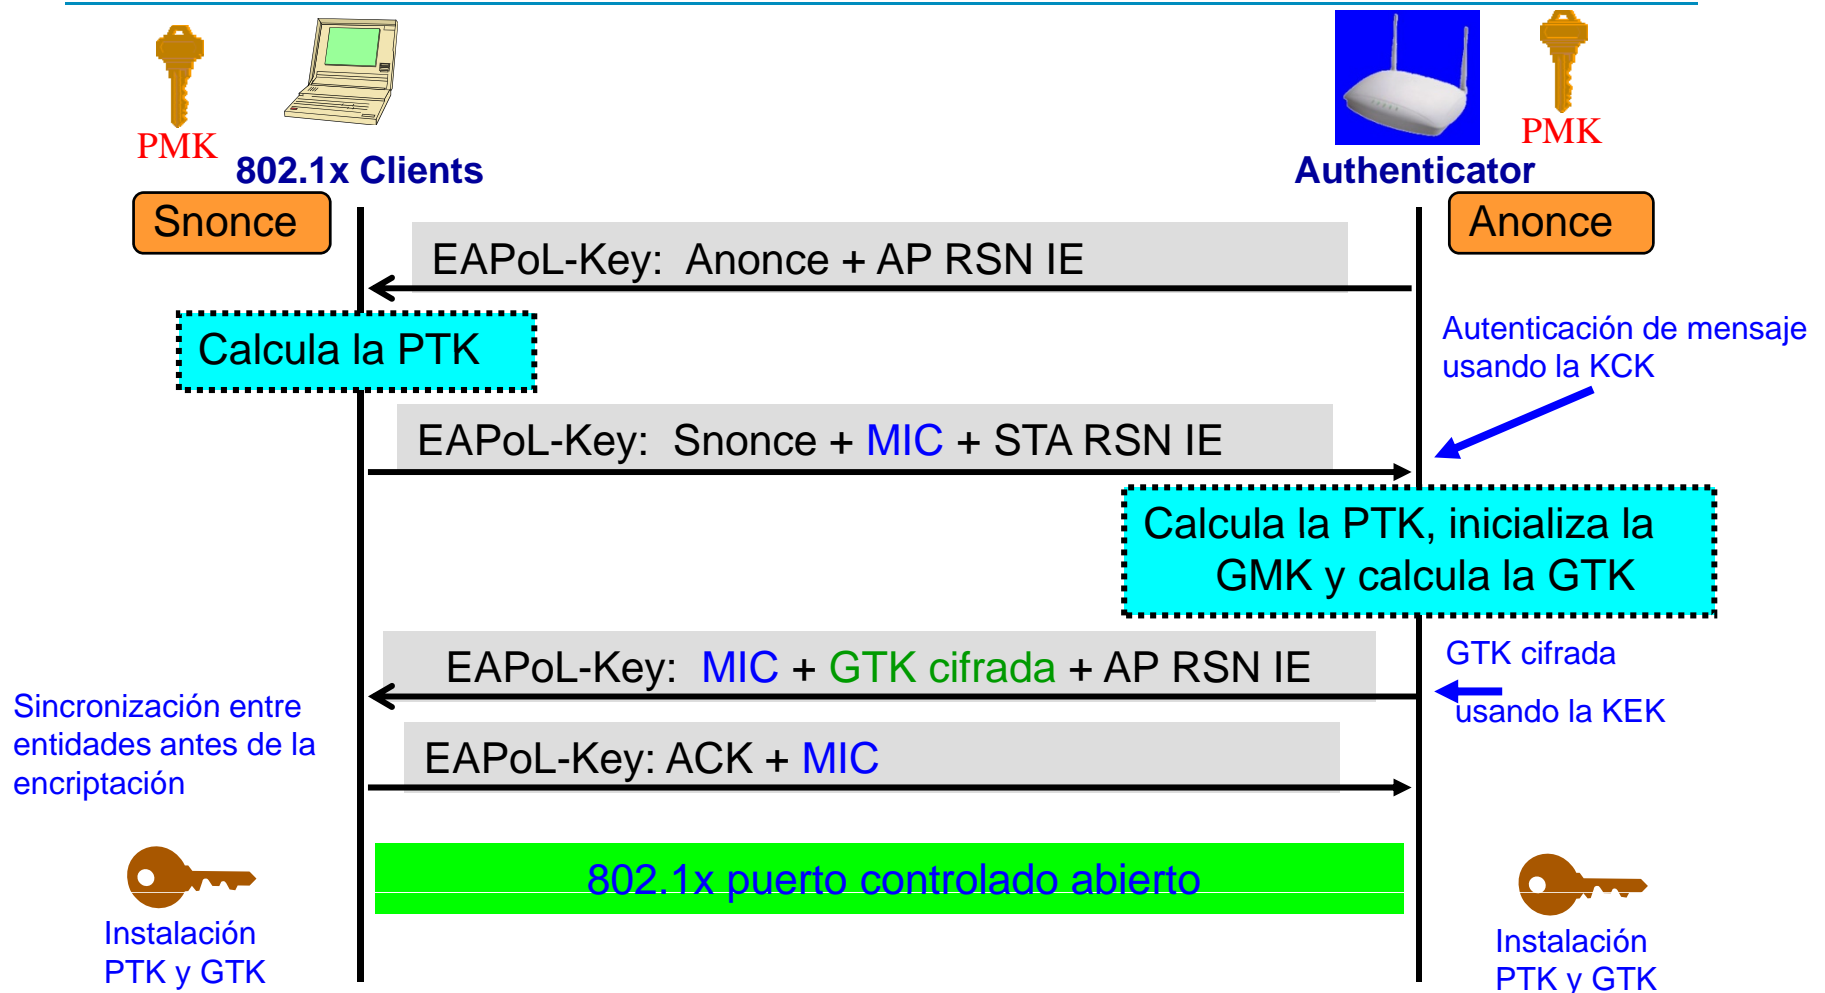 PMK
PMK
802.1x Clients
Authenticator
Snonce
Anonce
EAPoL-Key:  Anonce + AP RSN IE
Calcula la PTK
Autenticación de mensaje
usando la KCK
EAPoL-Key:  Snonce + MIC + STA RSN IE
Calcula la PTK, inicializa la
GMK y calcula la GTK
EAPoL-Key:  MIC + GTK cifrada + AP RSN IE
GTK cifrada
usando la KEK
Sincronización entre
entidades antes de la
encriptación
EAPoL-Key: ACK + MIC
802.1x puerto controlado abierto
Instalación
PTK y GTK
Instalación
PTK y GTK